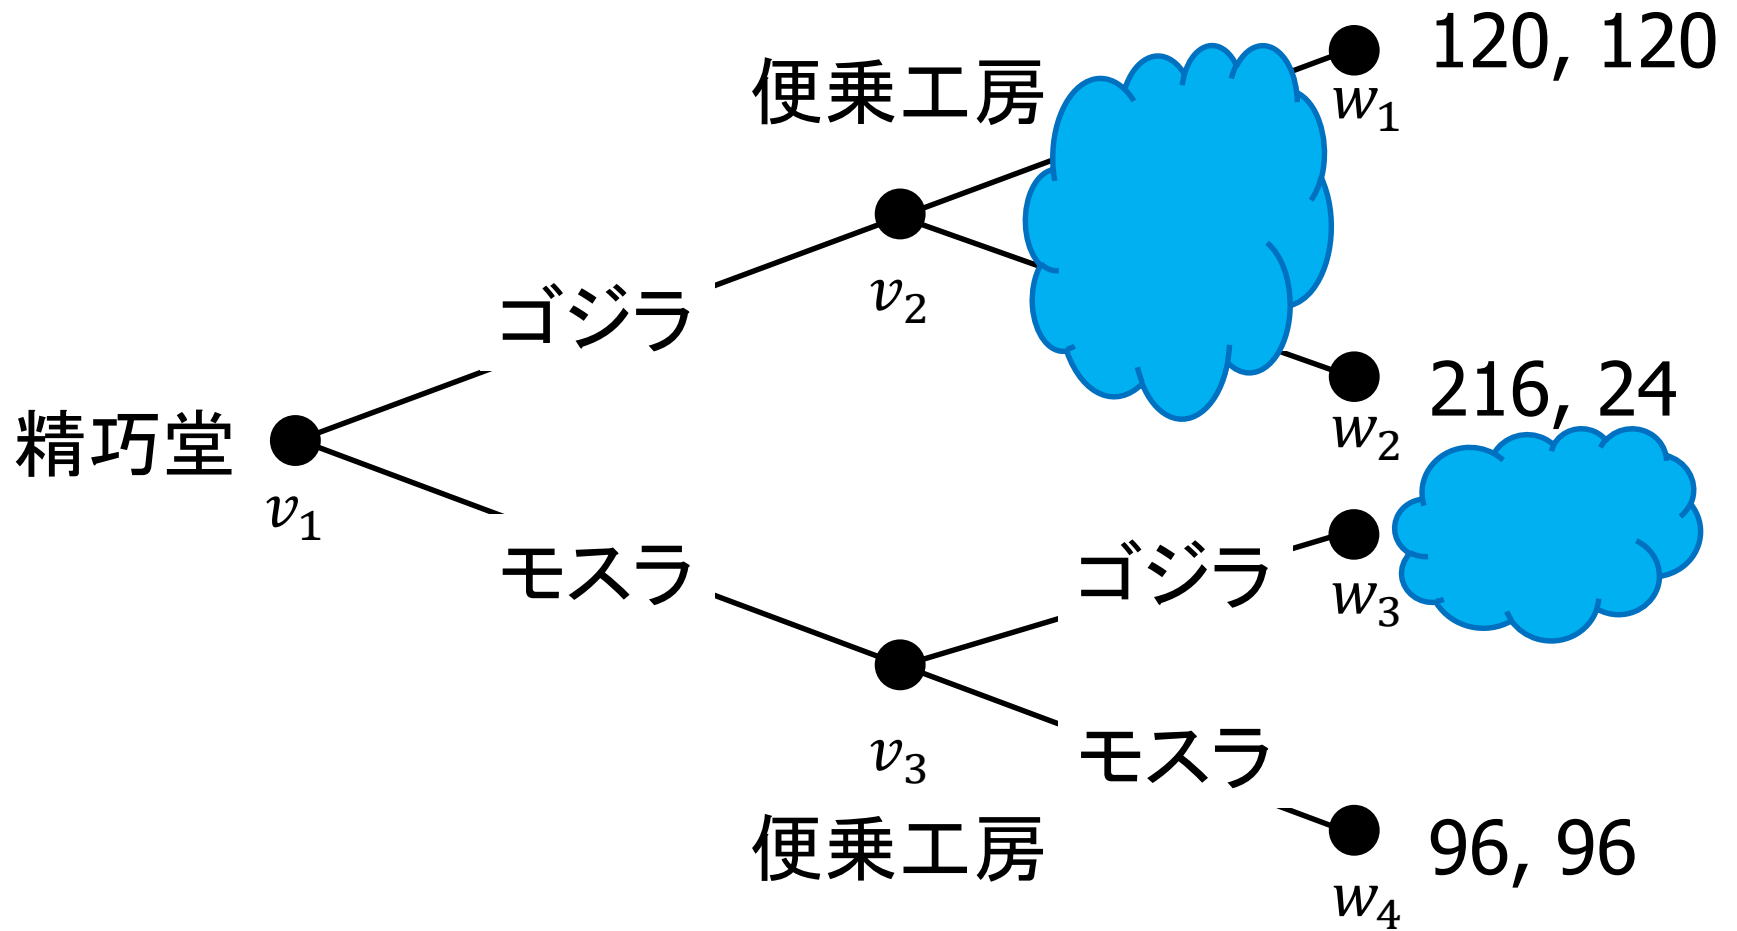 120, 120
便乗工房
w₁
v₂
ゴジラ
216, 24
w₂
精巧堂
v₁
モスラ
ゴジラ
w₃
v₃
モスラ
便乗工房
96, 96
w₄